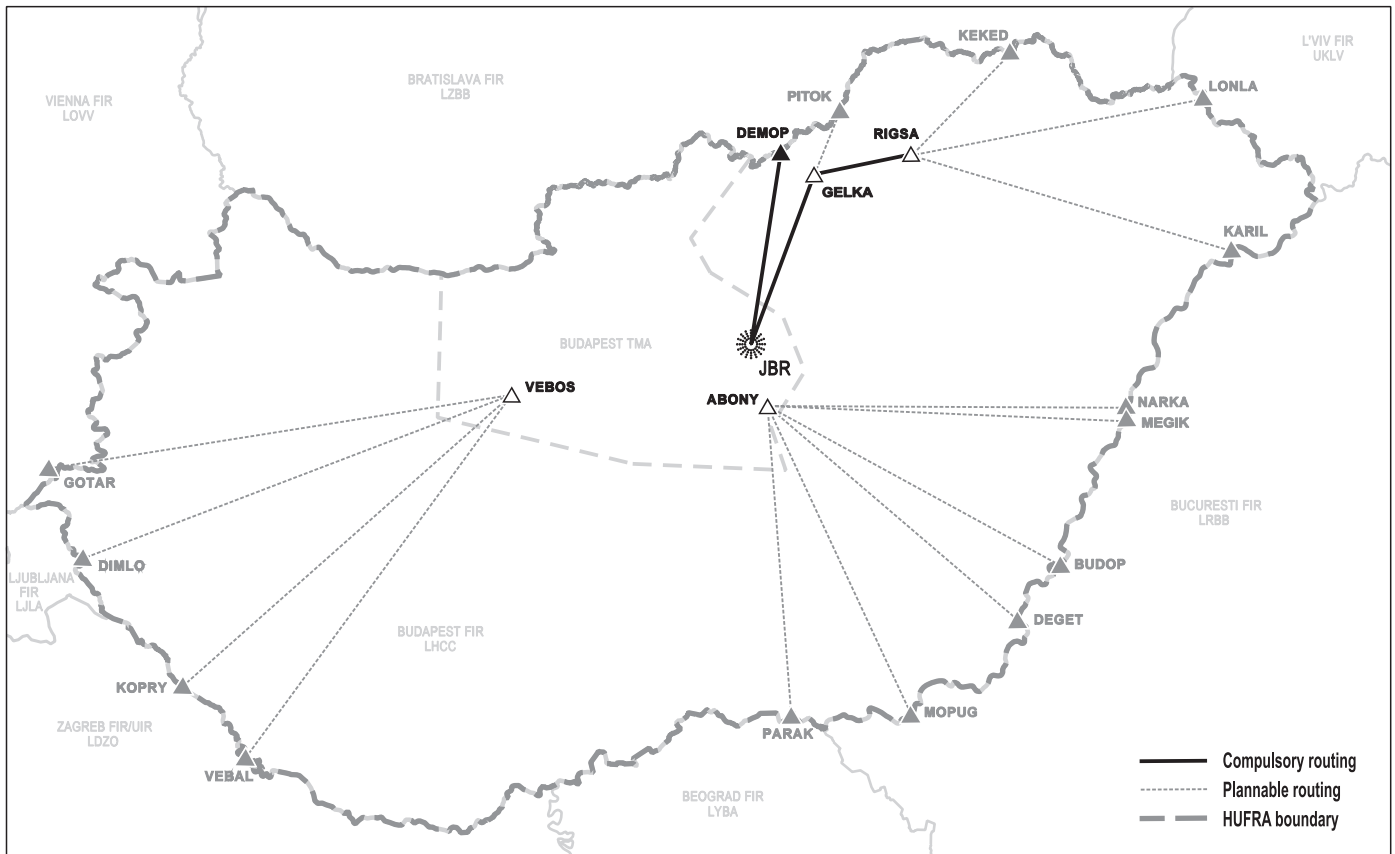 KEKED
L'VIV FIR
UKLV
BRATISLAVA FIR
LZBB
VIENNA FIR
LOVV
PITOK
LONLA
DEMOP
RIGSA
GELKA
KARIL
BUDAPEST TMA
JBR
VEBOS
ABONY
NARKA
MEGIK
GOTAR
BUCURESTI FIR
LRBB
DIMLO
BUDOP
LJUBLJANA
FIR
LJLA
DEGET
BUDAPEST FIR
LHCC
KOPRY
MOPUG
ZAGREB FIR/UIR
LDZO
PARAK
VEBAL
BEOGRAD FIR
LYBA
Compulsory routing
Plannable routing
HUFRA boundary